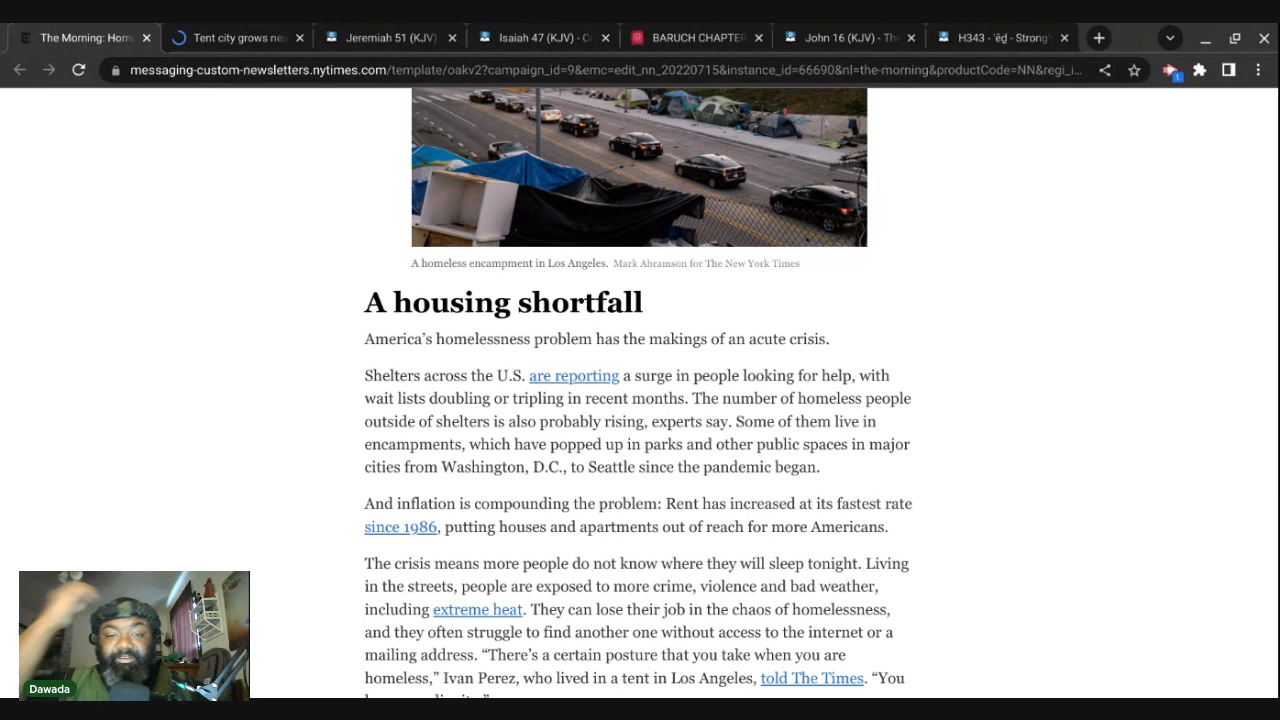 The Morning: Hom
Tent city grows ne
Jeremiah 51 (KJV)
Isaiah 47 (KJV) -
BARUCH CHAPTER
John 16 (KJV) - Th
H343 - 'êḏ - Strong'
messaging-custom-newsletters.nytimes.com/template/oakv2?campaign_id=9&emc=edit_nn_20220715&instance_id=66690&nl=the-morning&productCode=NN&regi_i...
1
A homeless encampment in Los Angeles. Mark Abramson for The New York Times
A housing shortfall
America's homelessness problem has the makings of an acute crisis.
Shelters across the U.S. are reporting a surge in people looking for help, with
wait lists doubling or tripling in recent months. The number of homeless people
outside of shelters is also probably rising, experts say. Some of them live in
encampments, which have popped up in parks and other public spaces in major
cities from Washington, D.C., to Seattle since the pandemic began.
And inflation is compounding the problem: Rent has increased at its fastest rate
since 1986, putting houses and apartments out of reach for more Americans.
The crisis means more people do not know where they will sleep tonight. Living
in the streets, people are exposed to more crime, violence and bad weather,
including extreme heat. They can lose their job in the chaos of homelessness,
and they often struggle to find another one without access to the internet or a
mailing address. “There's a certain posture that you take when you are
homeless,” Ivan Perez, who lived in a tent in Los Angeles, told The Times. “You
Dawada